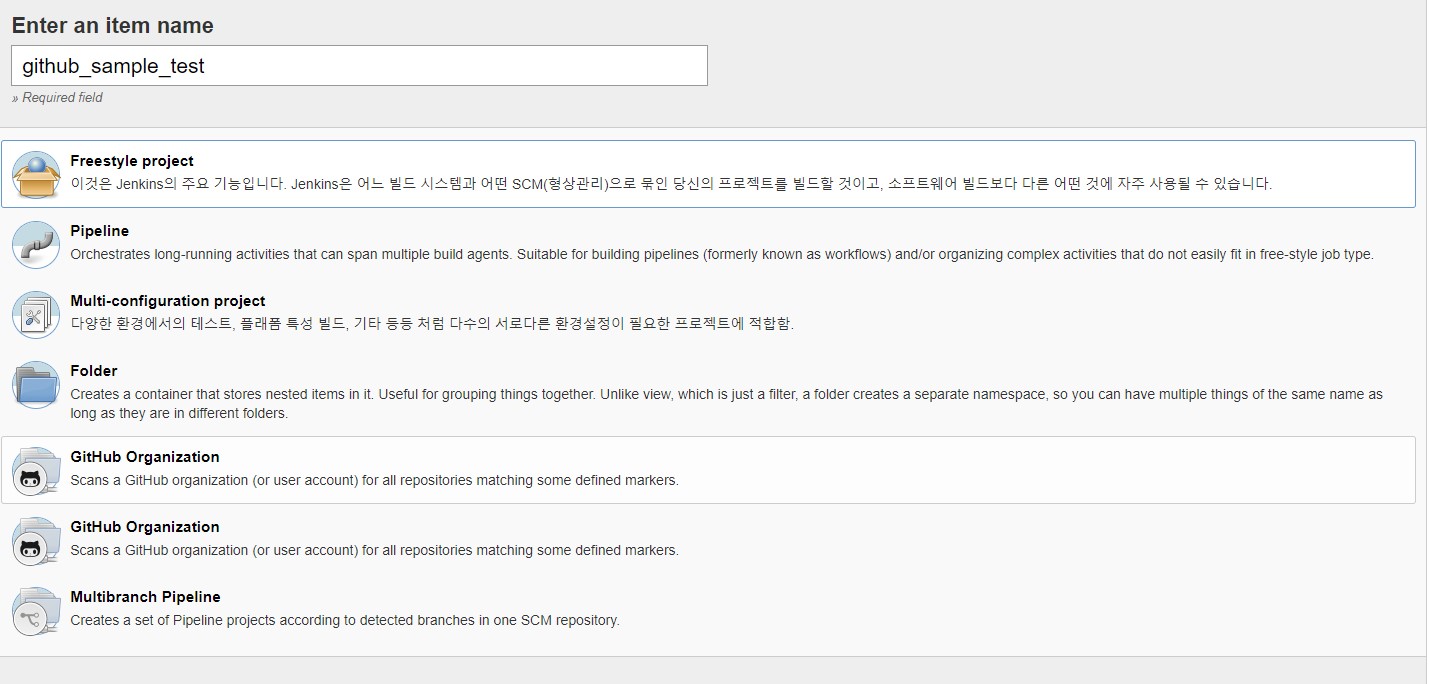 Enter an item name
github_sample_test
» Required field
Freestyle project
이것은 Jenkins의 주요 기능입니다. Jenkins은 어느 빌드 시스템과 어떤 SCM(형상관리)으로 묶인 당신의 프로젝트를 빌드할 것이고, 소프트웨어 빌드보다 다른 어떤 것에 자주 사용될 수 있습니다.
Pipeline
Orchestrates long-running activities that can span multiple build agents. Suitable for building pipelines (formerly known as workflows) and/or organizing complex activities that do not easily fit in free-style job type.
Multi-configuration project
다양한 환경에서의 테스트, 플래폼 특성 빌드, 기타 등등 처럼 다수의 서로다른 환경설정이 필요한 프로젝트에 적합함.
Folder
Creates a container that stores nested items in it. Useful for grouping things together. Unlike view, which is just a filter, a folder creates a separate namespace, so you can have multiple things of the same name as
long as they are in different folders.
GitHub Organization
Scans a GitHub organization (or user account) for all repositories matching some defined markers.
GitHub Organization
Scans a GitHub organization (or user account) for all repositories matching some defined markers.
Multibranch Pipeline
Creates a set of Pipeline projects according to detected branches in one SCM repository.